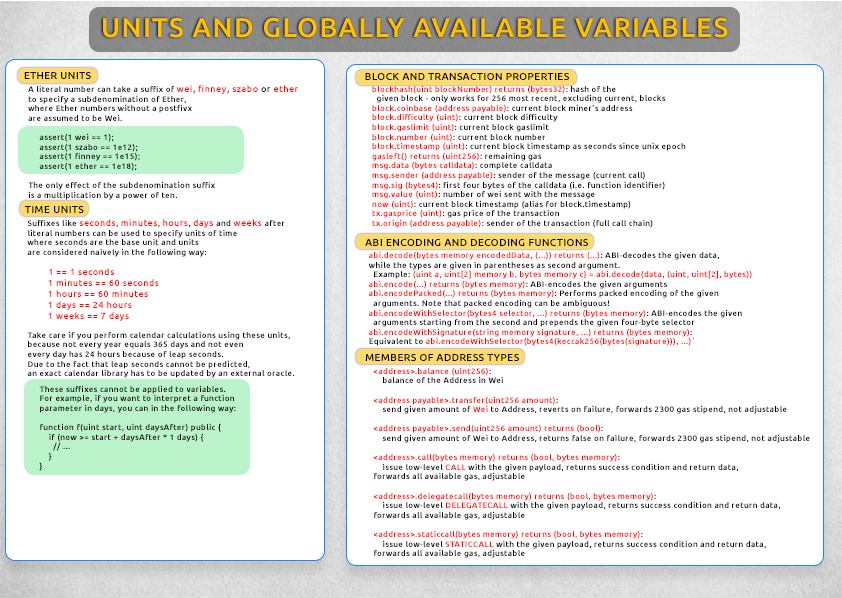 UNITS AND GLOBALLY AVAILABLE VARIABLES
ETHER UNITS
A literal number can take a suffix of wei, finney, szabo or ether
to specify a subdenomination of Ether,
where Ether numbers without a postfivx
are assumed to be Wei.
assert(1 wei == 1);
assert(1 szabo == 1e12);
assert(1 finney == 1e15);
assert(1 ether == 1e18);
The only effect of the subdenomination suffix
is a multiplication by a power of ten.
TIME UNITS
Suffixes like seconds, minutes, hours, days and weeks after
literal numbers can be used to specify units of time
where seconds are the base unit and units
are considered naively in the following way:
1 == 1 seconds
1 minutes == 60 seconds
1 hours == 60 minutes
1 days == 24 hours
1 weeks == 7 days
Take care if you perform calendar calculations using these units,
because not every year equals 365 days and not even
every day has 24 hours because of leap seconds.
Due to the fact that leap seconds cannot be predicted,
an exact calendar library has to be updated by an external oracle.
These suffixes cannot be applied to variables.
For example, if you want to interpret a function
parameter in days, you can in the following way:
function f(uint start, uint daysAfter) public {
if (now >= start + daysAfter * 1 days) {
// ...
}
}
BLOCK AND TRANSACTION PROPERTIES
blockhash(uint blockNumber) returns (bytes32): hash of the
given block - only works for 256 most recent, excluding current, blocks
block.coinbase (address payable): current block miner's address
block.difficulty (uint): current block difficulty
block.gaslimit (uint): current block gaslimit
block.number (uint): current block number
block.timestamp (uint): current block timestamp as seconds since unix epoch
gasleft() returns (uint256): remaining gas
msg.data (bytes calldata): complete calldata
msg.sender (address payable): sender of the message (current call)
msg.sig (bytes4): first four bytes of the calldata (i.e. function identifier)
msg.value (uint): number of wei sent with the message
now (uint): current block timestamp (alias for block.timestamp)
tx.gasprice (uint): gas price of the transaction
tx.origin (address payable): sender of the transaction (full call chain)
ABI ENCODING AND DECODING FUNCTIONS
abi.decode(bytes memory encodedData, (...)) returns (...): ABI-decodes the given data,
while the types are given in parentheses as second argument.
Example: (uint a, uint[2] memory b, bytes memory c) = abi.decode(data, (uint, uint[2], bytes))
abi.encode(...) returns (bytes memory): ABI-encodes the given arguments
abi.encodePacked(...) returns (bytes memory): Performs packed encoding of the given
arguments. Note that packed encoding can be ambiguous!
abi.encodeWithSelector(bytes4 selector, ...) returns (bytes memory): ABI-encodes the given
arguments starting from the second and prepends the given four-byte selector
abi.encodeWithSignature(string memory signature, ...) returns (bytes memory):
Equivalent to abi.encodeWithSelector(bytes4(keccak256(bytes(signature))), ...)`
MEMBERS OF ADDRESS TYPES
<address>.balance (uint256):
balance of the Address in Wei
<address payable>.transfer(uint256 amount):
send given amount of Wei to Address, reverts on failure, forwards 2300 gas stipend, not adjustable
<address payable>.send(uint256 amount) returns (bool):
send given amount of Wei to Address, returns false on failure, forwards 2300 gas stipend, not adjustable
<address>.call(bytes memory) returns (bool, bytes memory):
issue low-level CALL with the given payload, returns success condition and return data,
forwards all available gas, adjustable
<address>.delegatecall(bytes memory) returns (bool, bytes memory):
issue low-level DELEGATECALL with the given payload, returns success condition and return data,
forwards all available gas, adjustable
<address>.staticcall(bytes memory) returns (bool, bytes memory):
issue low-level STATICCALL with the given payload, returns success condition and return data,
forwards all available gas, adjustable